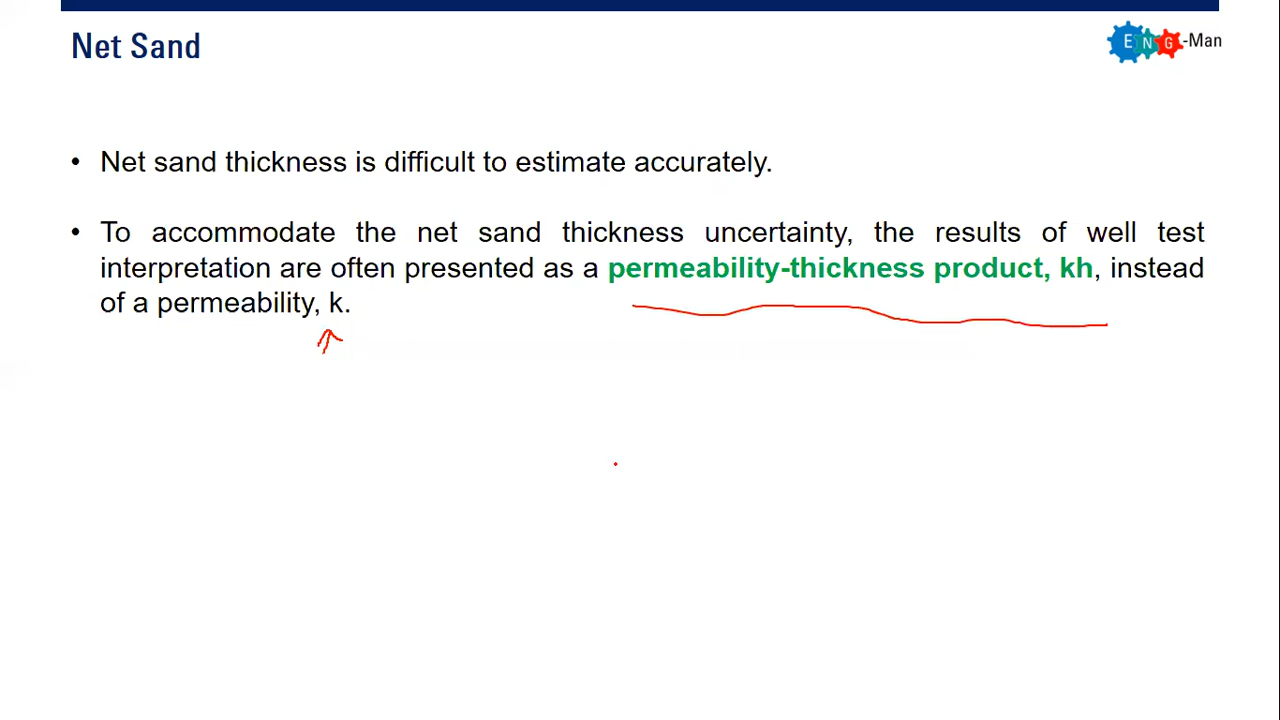 Net Sand
ENG-Man
• Net sand thickness is difficult to estimate accurately.
• To accommodate the net sand thickness uncertainty, the results of well test
interpretation are often presented as a permeability-thickness product, kh, instead
of a permeability, k.